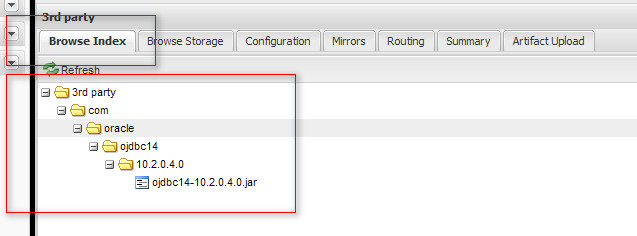 3rd party
Browse Index Browse Storage Configuration Mirrors Routing Summary Artifact Upload
Refresh
3rd party
com
oracle
ojdbc14
10.2.0.4.0
ojdbc14-10.2.0.4.0.jar